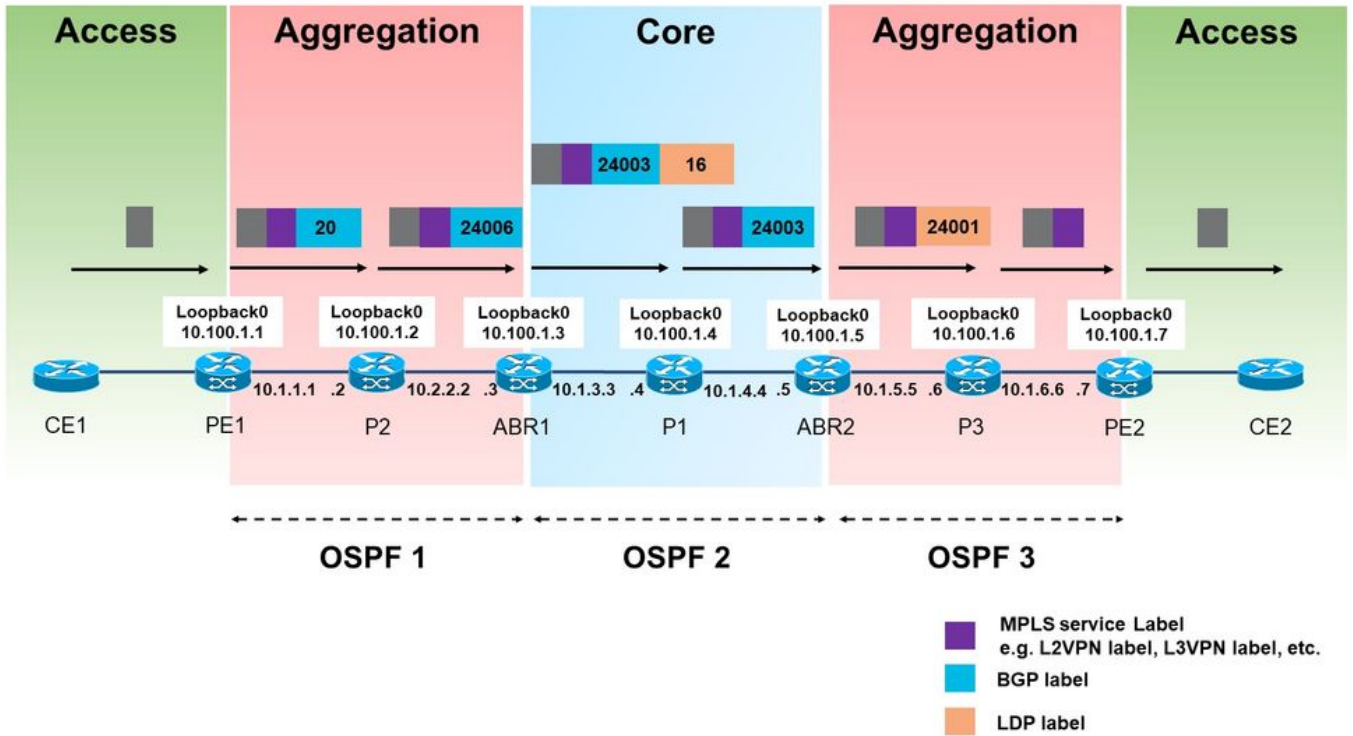 Access
Aggregation
Core
Aggregation
Access
24003 16
20
24006
24003
24001
Loopback0
10.100.1.1
Loopback0
10.100.1.2
Loopback0
10.100.1.3
Loopback0
10.100.1.4
Loopback0
10.100.1.5
Loopback0
10.100.1.6
Loopback0
10.100.1.7
10.1.1.1 .2
10.2.2.2 .3
10.1.3.3 .4
10.1.4.4 .5
10.1.5.5 .6
10.1.6.6 .7
CE1
PE1
P2
ABR1
P1
ABR2
P3
PE2
CE2
OSPF 1
OSPF 2
OSPF 3
MPLS service Label
e.g. L2VPN label, L3VPN label, etc.
BGP label
LDP label